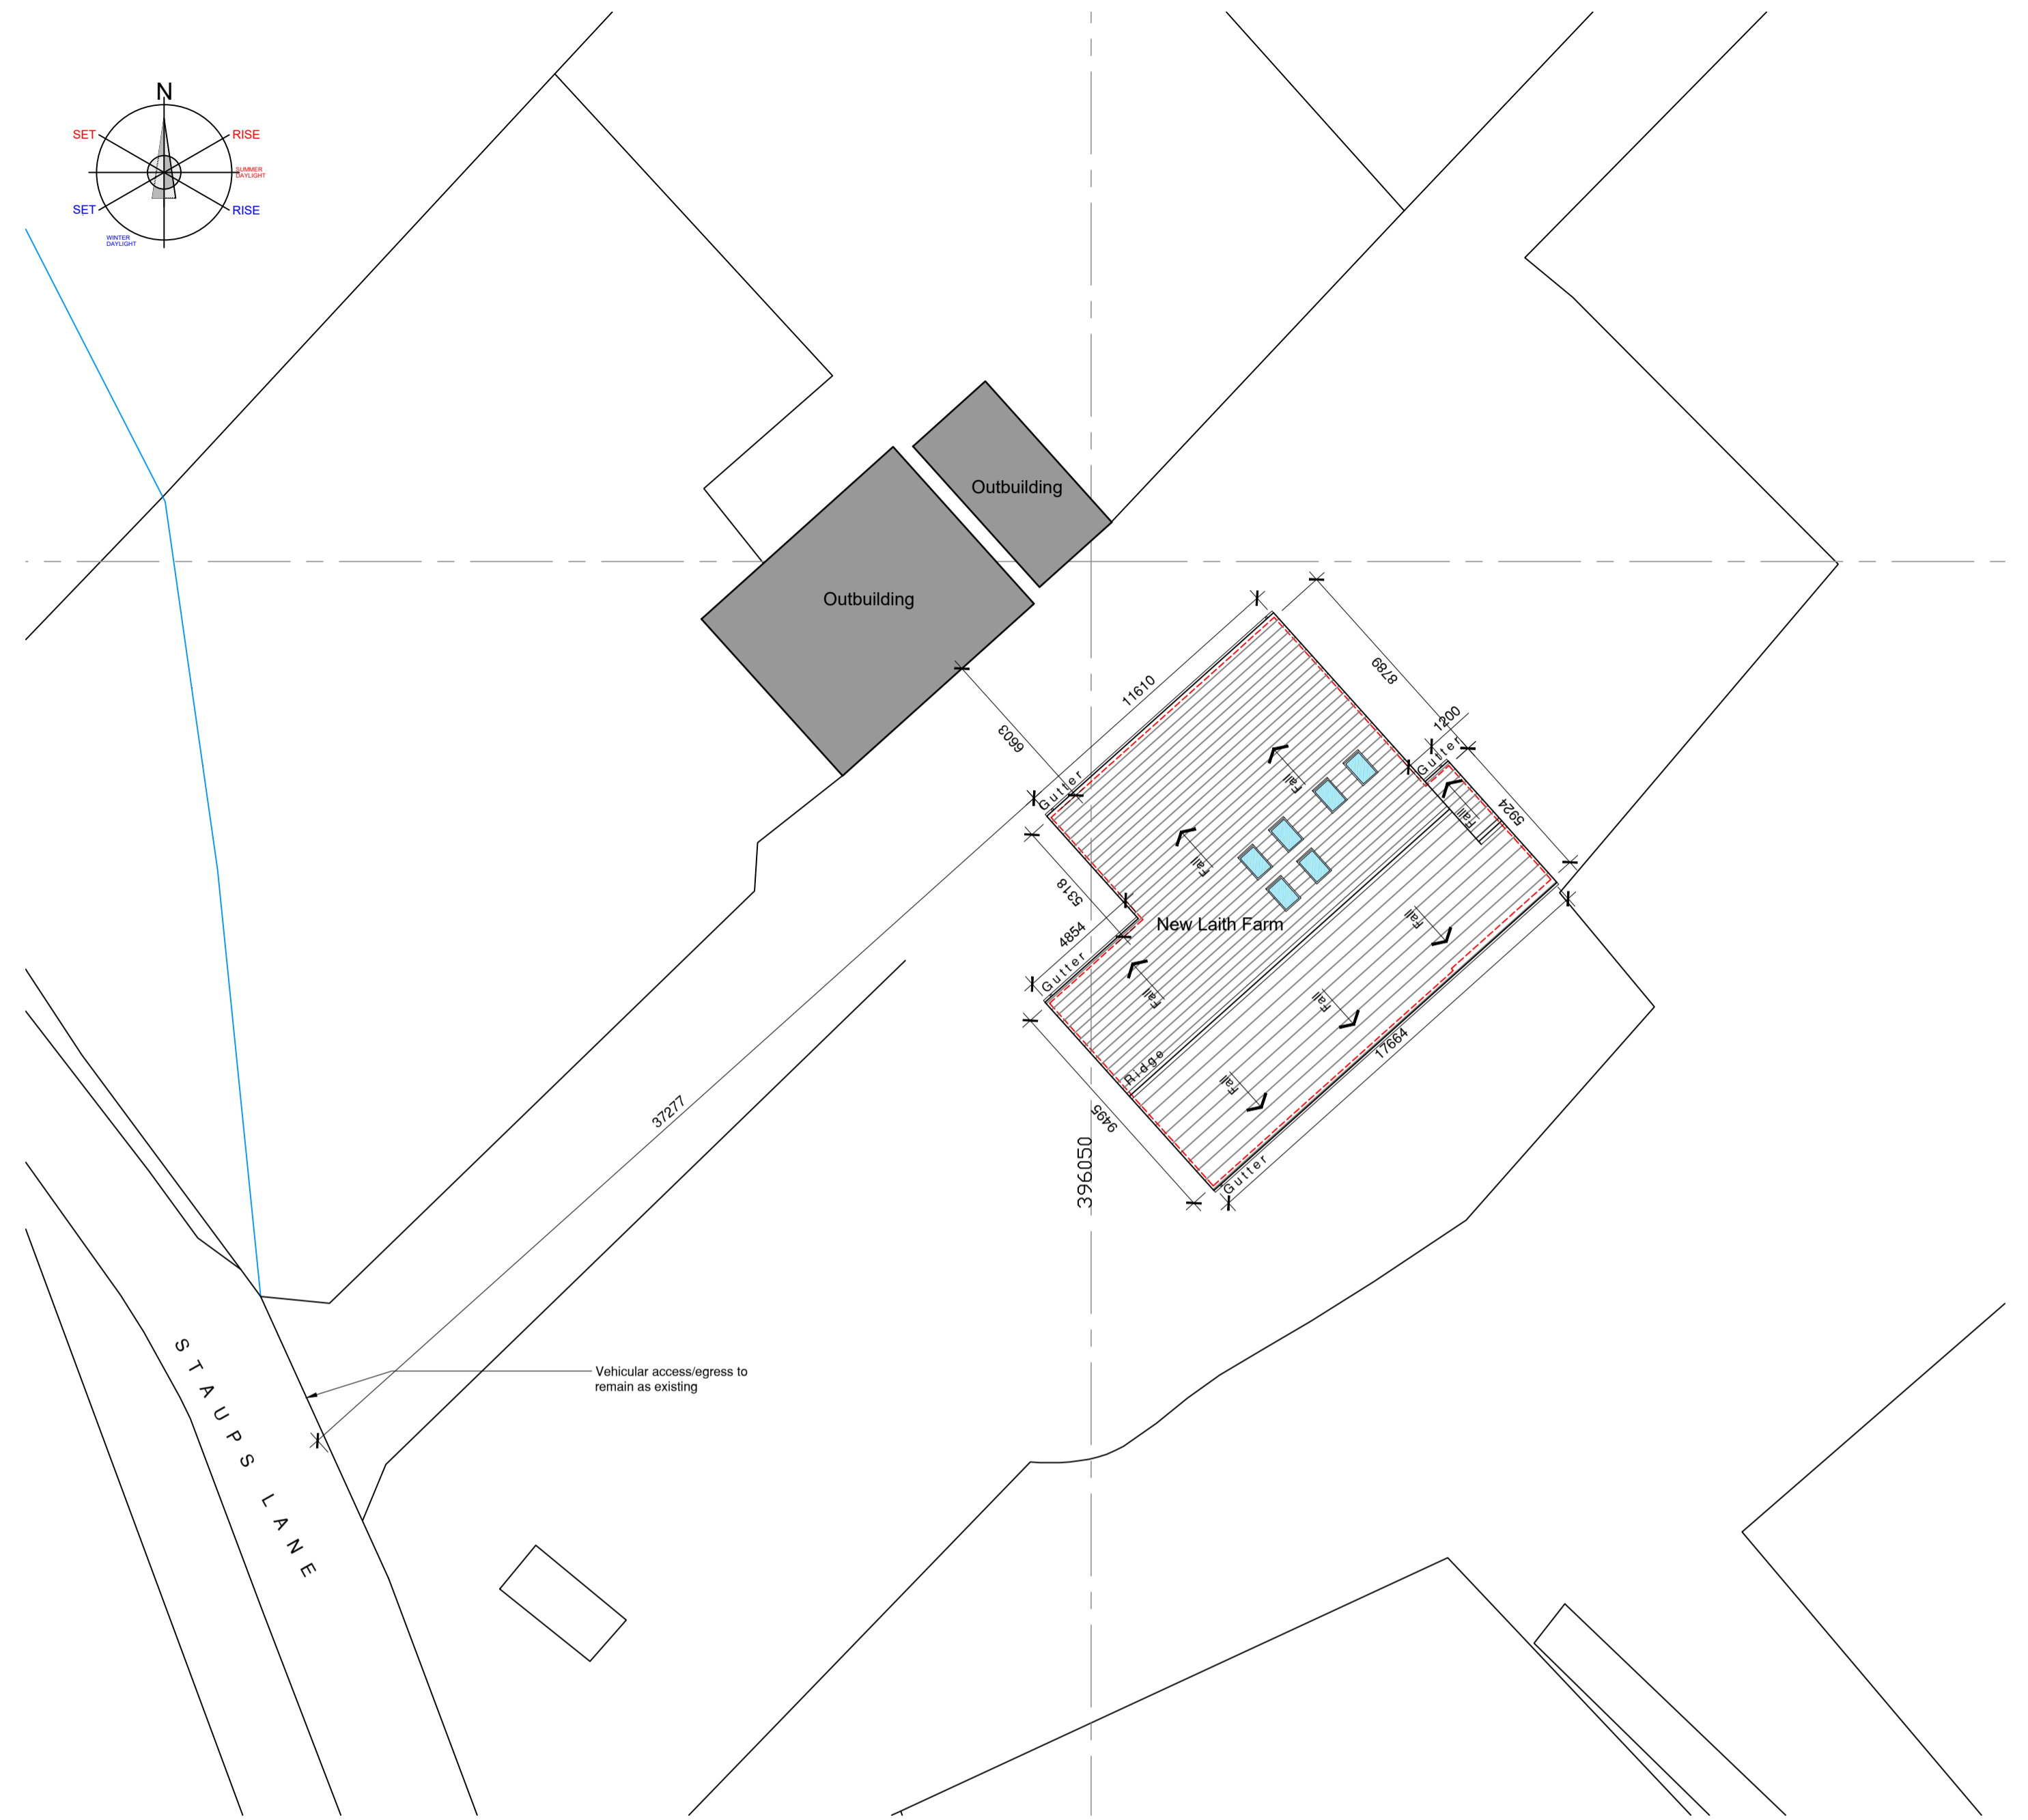 N
SET
RISE
SUMMER
DAYLIGHT
SET
RISE
WINTER
DAYLIGHT
Outbuilding
Outbuilding
11610
8789
6603
1200
Gutter
Gutter
Fall
Fall
Fall
5924
5318
4854
Gutter
New Laith Farm
Fall
Fall
Fall
Fall
Ridge
17664
9495
Gutter
37277
396050
STAUPS LANE
Vehicular access/egress to
remain as existing